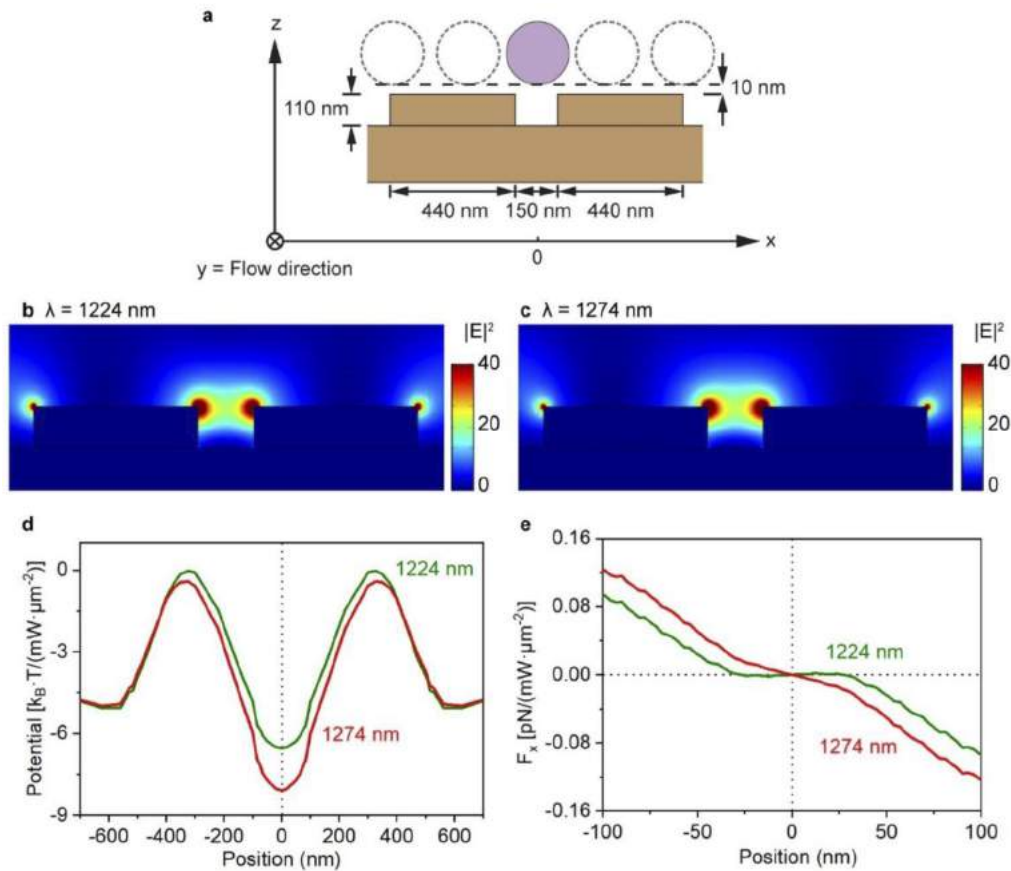 a
z
110 nm
10 nm
440 nm 150 nm 440 nm
x
0
y = Flow direction
b λ = 1224 nm
|E|²
40
20
0
c λ = 1274 nm
|E|²
40
20
0
d
Potential [k_B·T/(mW·μm⁻²)]
0
-3
-6
-9
1224 nm
1274 nm
-600 -400 -200 0 200 400 600
Position (nm)
e
F_x [pN/(mW·μm⁻²)]
0.16
0.08
0.00
-0.08
-0.16
1224 nm
1274 nm
-100 -50 0 50 100
Position (nm)